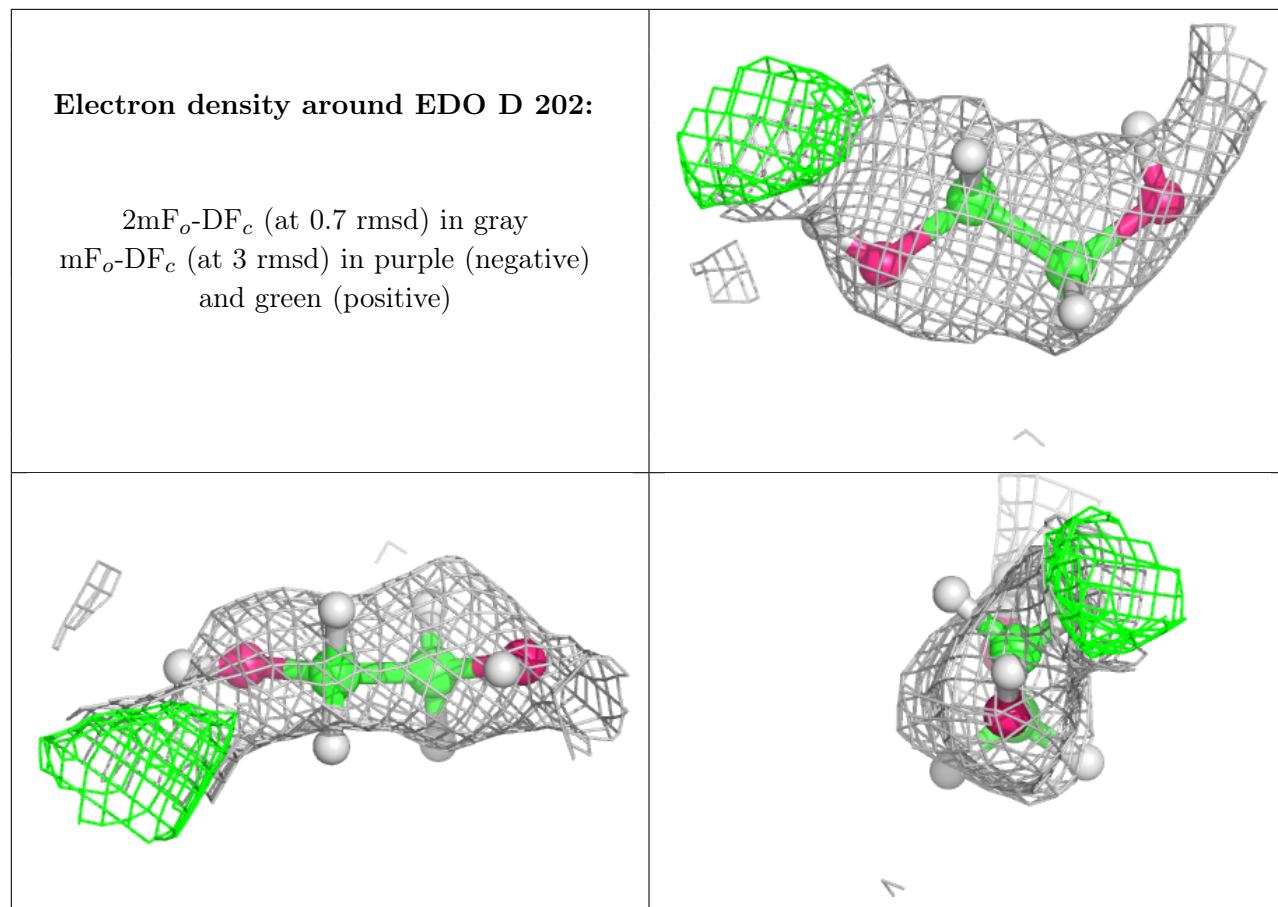 Electron density around EDO D 202:
2mFo-DFc (at 0.7 rmsd) in gray
mFo-DFc (at 3 rmsd) in purple (negative)
and green (positive)